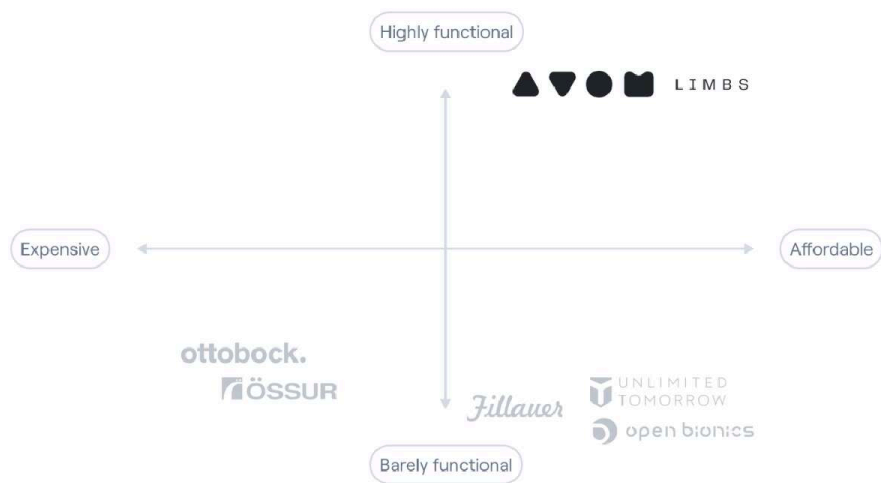 Highly functional
LIMBS
Expensive
Affordable
ottobock.
ÖSSUR
Fillauer
UNLIMITED
TOMORROW
open bionics
Barely functional